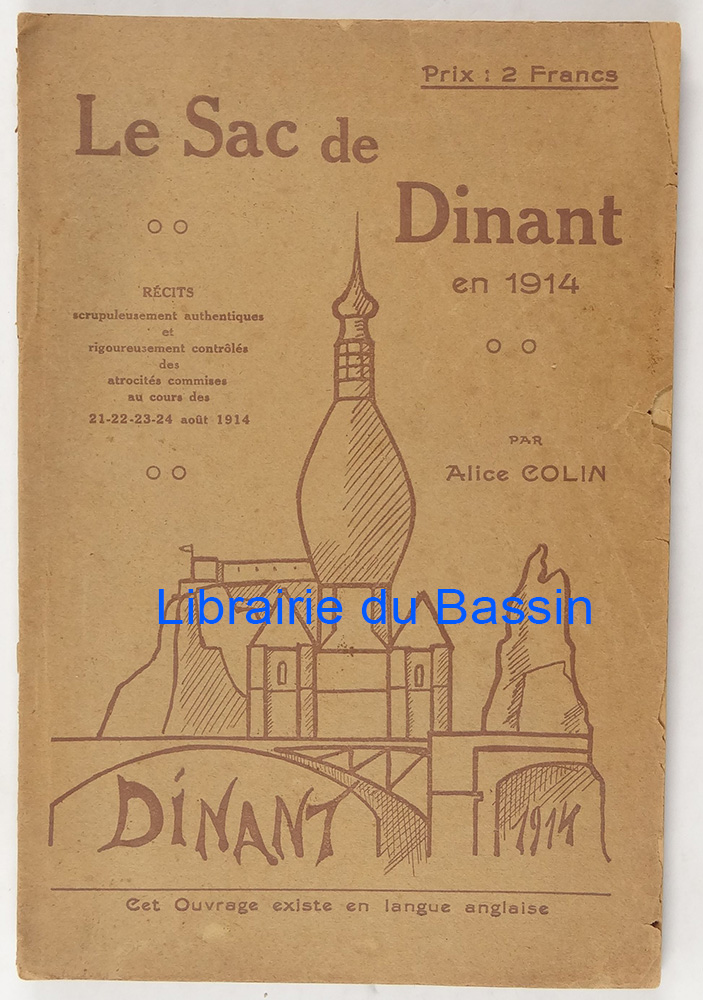 Prix : 2 Francs
Le Sac de
Dinant
en 1914
RÉCITS
scrupuleusement authentiques
et
rigoureusement contrôlés
des
atrocités commises
au cours des
21-22-23-24 août 1914
PAR
Alice COLIN
Librairie du Bassin
DINANT
1914
Cet Ouvrage existe en langue anglaise